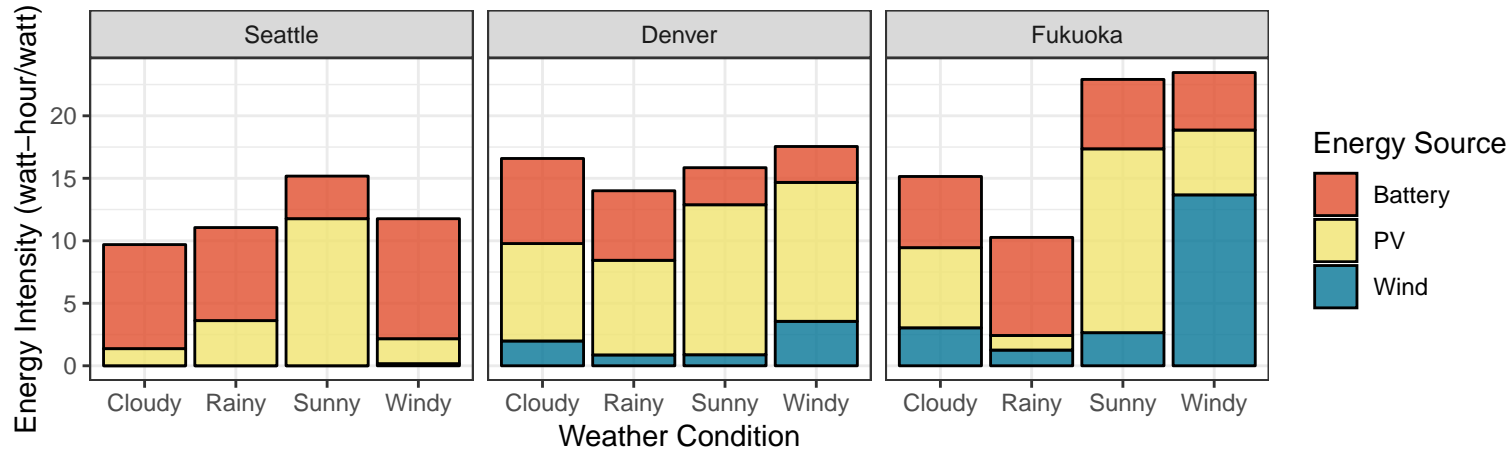 Energy Intensity (watt−hour/watt)
Seattle
Denver
Fukuoka
20
15
10
5
0
Cloudy Rainy Sunny Windy
Cloudy Rainy Sunny Windy
Cloudy Rainy Sunny Windy
Weather Condition
Energy Source
Battery
PV
Wind